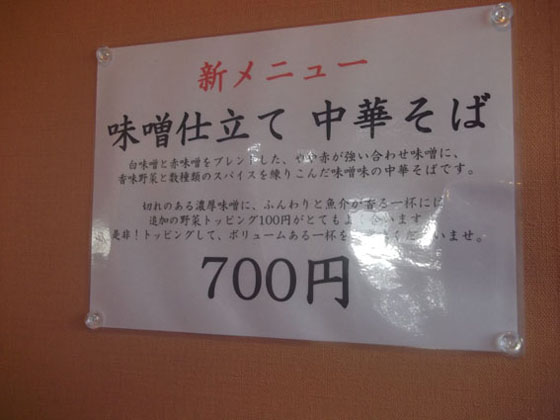 新メニュー
味噌仕立て 中華そば
白味噌と赤味噌をブレンドした、やや赤が強い合わせ味噌に、
香味野菜と数種類のスパイスを練りこんだ味噌味の中華そばです。
切れのある濃厚味噌に、ふんわりと魚介が香る一杯には
追加の野菜トッピング100円がとてもよ
是非！トッピングして、ボリュームある一杯を
700円